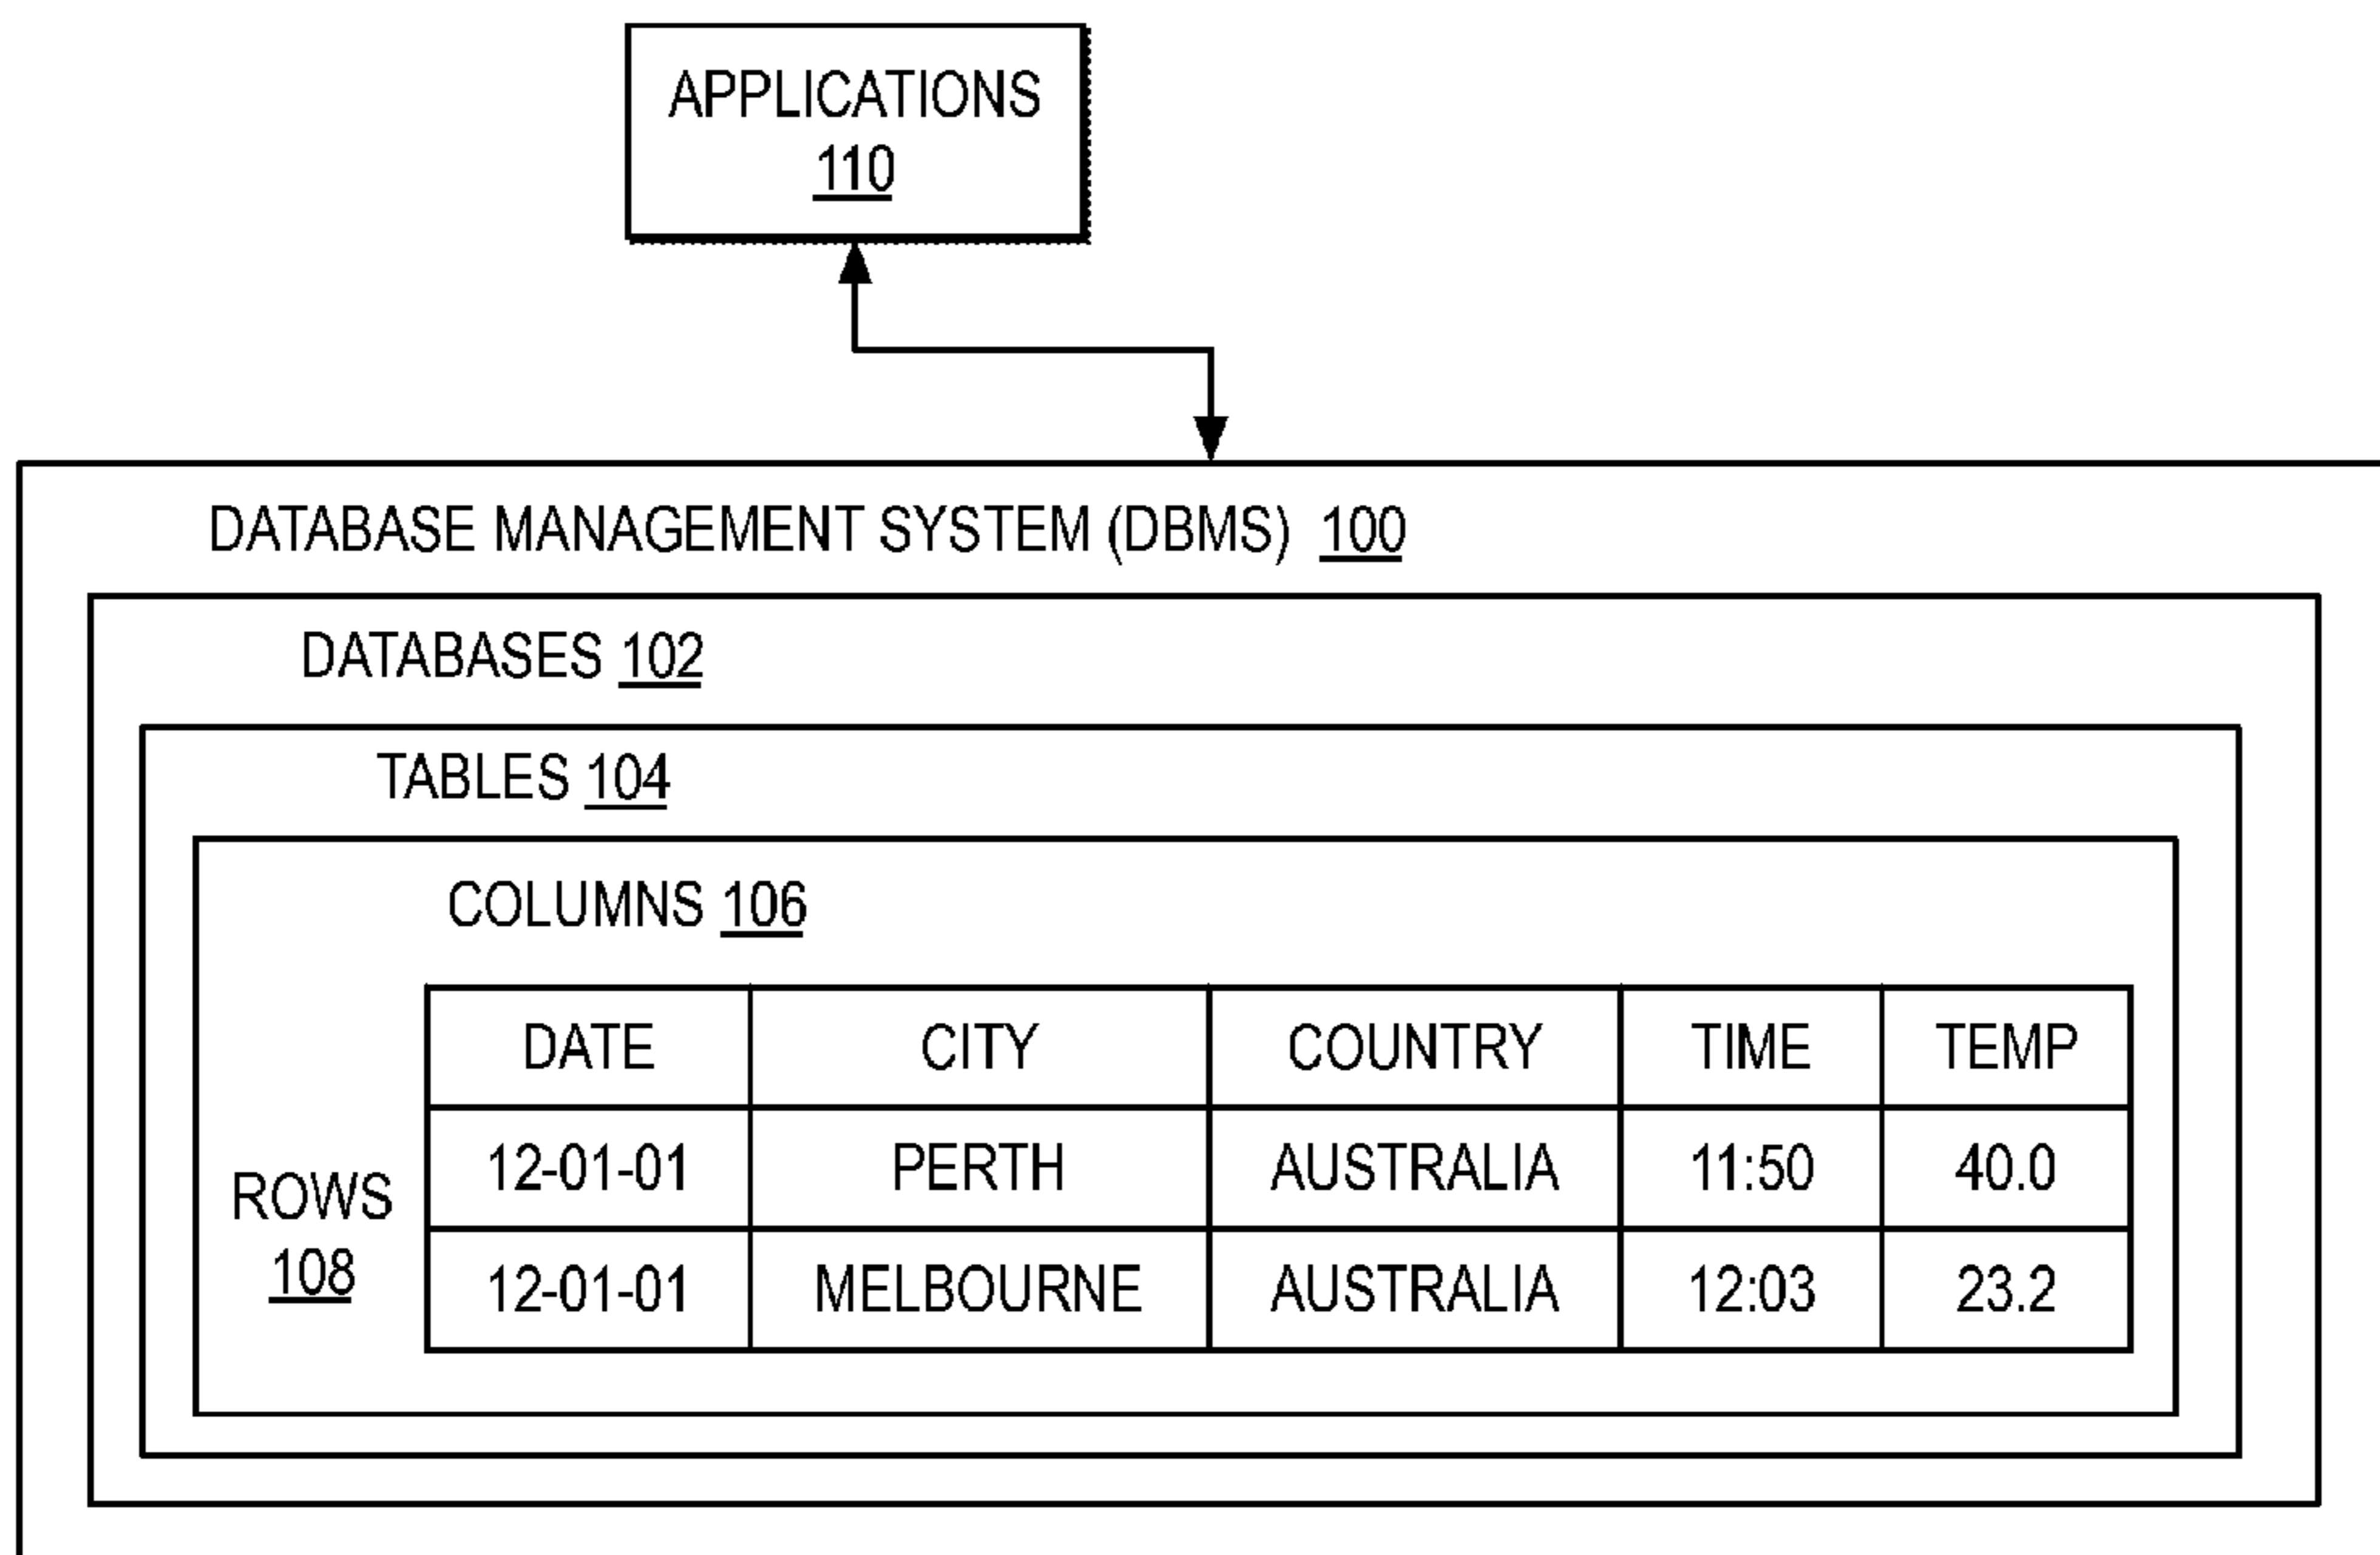 APPLICATIONS
110
DATABASE MANAGEMENT SYSTEM (DBMS) 100
DATABASES 102
TABLES 104
COLUMNS 106
DATE CITY COUNTRY TIME TEMP
12-01-01 PERTH AUSTRALIA 11:50 40.0
ROWS
108
12-01-01 MELBOURNE AUSTRALIA 12:03 23.2